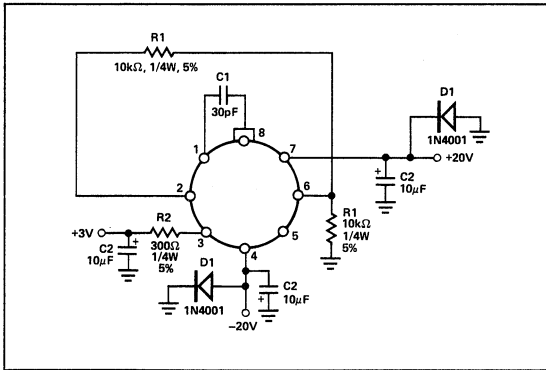 R1
10kΩ, 1/4W, 5%
C1
30pF
D1
1N4001
8
1
7
+20V
C2
10μF
+
2
6
R1
10kΩ
1/4W
5%
+3V
R2
300Ω
1/4W
5%
3
5
4
C2
10μF
+
D1
1N4001
C2
10μF
+
−20V